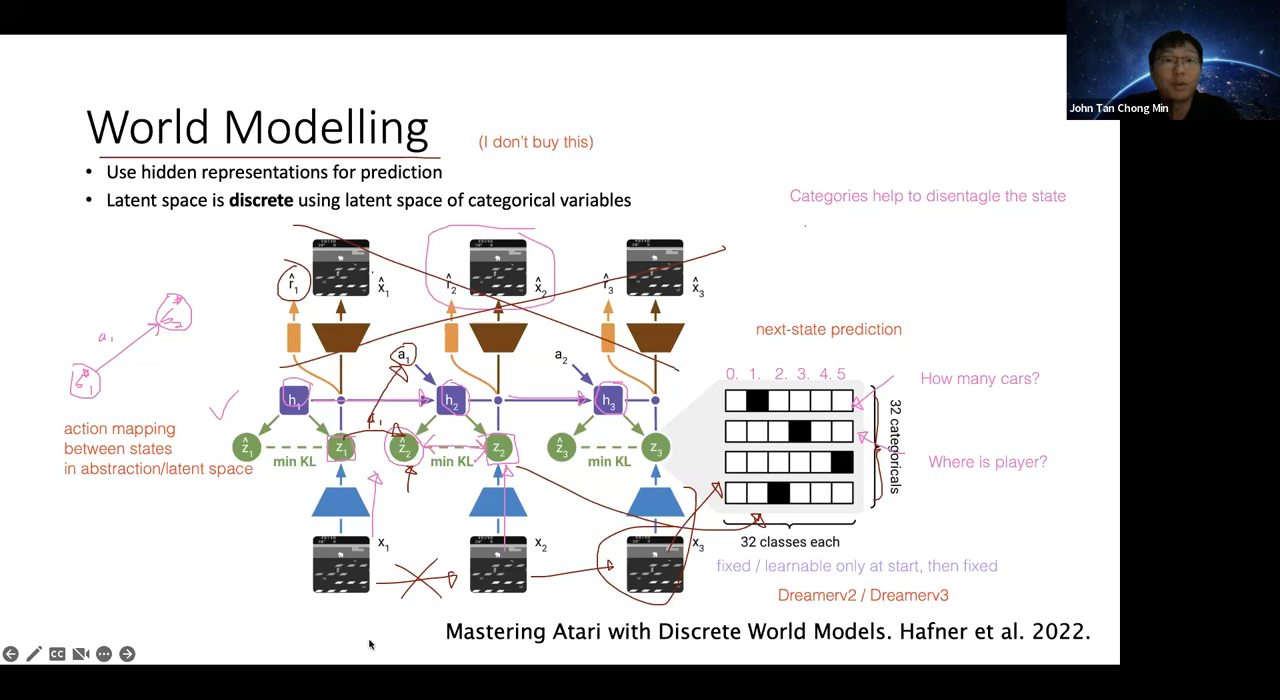 John Tan Chong Min
World Modelling
(I don't buy this)
• Use hidden representations for prediction
• Latent space is discrete using latent space of categorical variables
Categories help to disentagle the state
r̂₁
x̂₁
r̂₂
x̂₂
r̂₃
x̂₃
a₁
next-state prediction
a₁
a₂
0. 1. 2. 3. 4. 5
How many cars?
h₁
h₂
h₃
32 categoricals
action mapping
between states
in abstraction/latent space
a₁
ẑ₁
min KL
z₁
ẑ₂
min KL
z₂
ẑ₃
min KL
z₃
Where is player?
x₁
x₂
x₃
32 classes each
fixed / learnable only at start, then fixed
Dreamerv2 / Dreamerv3
Mastering Atari with Discrete World Models. Hafner et al. 2022.
CC